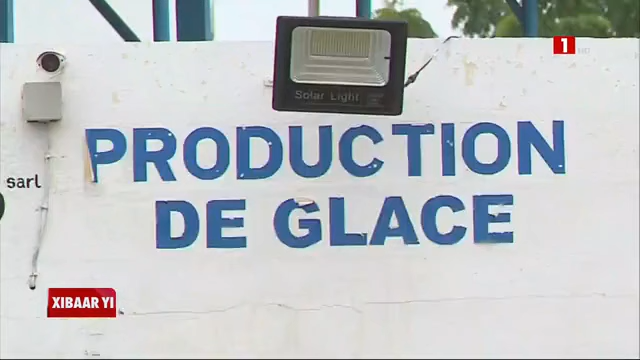 Solar Light
1
sarl
PRODUCTION
DE GLACE
XIBAAR YI